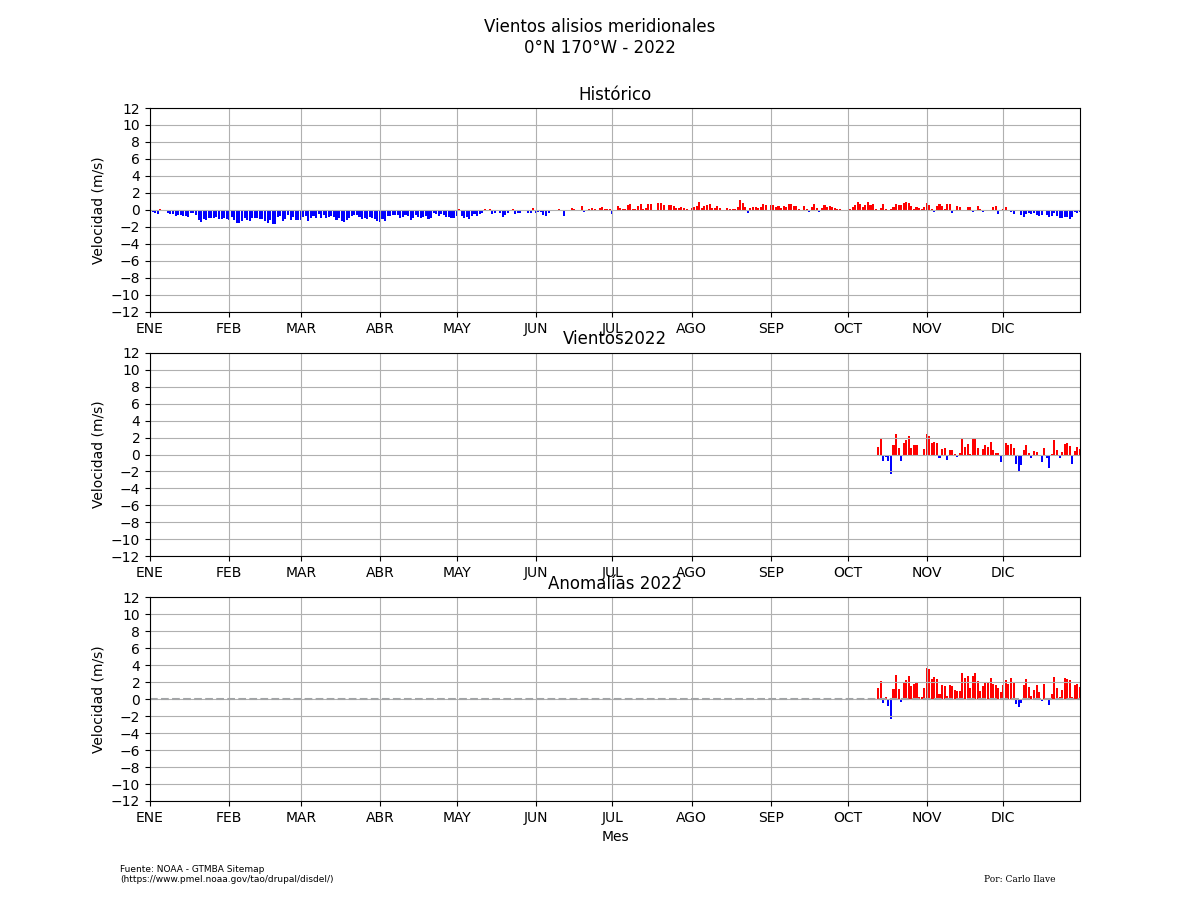 Vientos alisios meridionales
0°N 170°W - 2022
Histórico
12
10
8
6
4
2
0
−2
−4
−6
−8
−10
−12
Velocidad (m/s)
ENE FEB MAR ABR MAY JUN JUL AGO SEP OCT NOV DIC
Vientos2022
12
10
8
6
4
2
0
−2
−4
−6
−8
−10
−12
Velocidad (m/s)
ENE FEB MAR ABR MAY JUN JUL AGO SEP OCT NOV DIC
Anomalías 2022
12
10
8
6
4
2
0
−2
−4
−6
−8
−10
−12
Velocidad (m/s)
ENE FEB MAR ABR MAY JUN JUL AGO SEP OCT NOV DIC
Mes
Fuente: NOAA - GTMBA Sitemap
(https://www.pmel.noaa.gov/tao/drupal/disdel/)
Por: Carlo Ilave